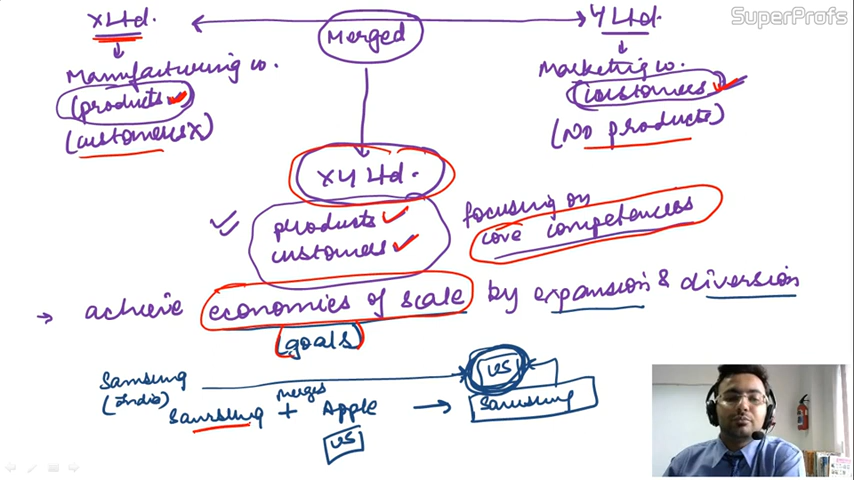 SuperProfs
X Ltd.
Merged
Y Ltd.
Manufacturing co.
(products ✓
(customers X)
Marketing co.
(customers ✓
(No products)
XY Ltd.
products ✓
customers ✓
focusing on
core competences
→ achieve economies of scale by expansion & diversion
(goals)
Samsung
(India)
US
Samsung
merges
Samsung + Apple →
US